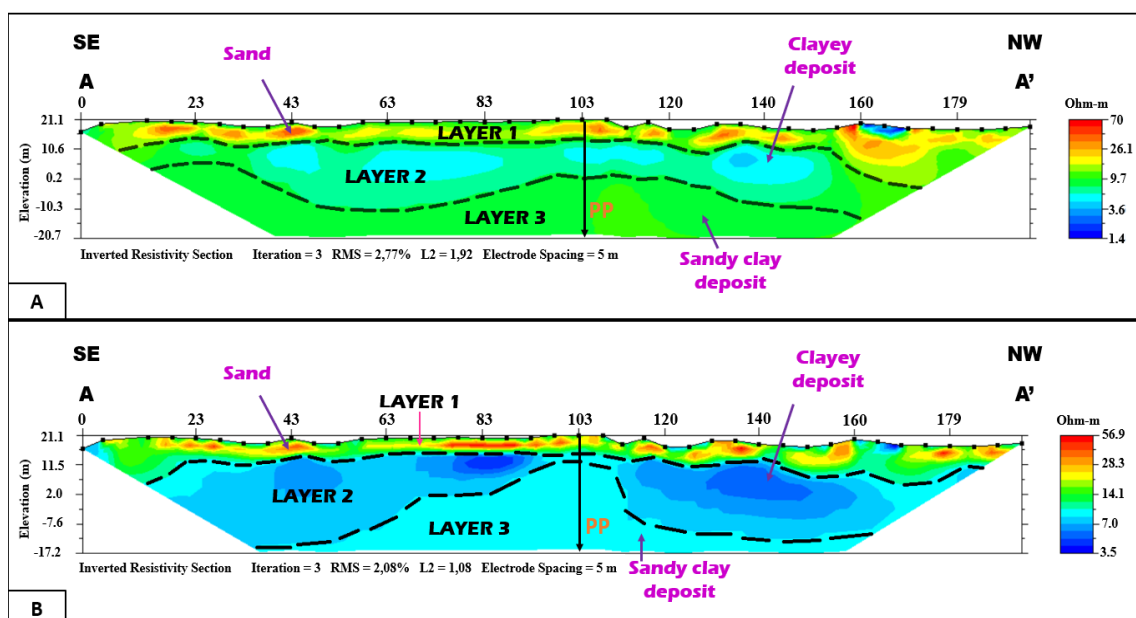 SE
NW
Sand
Clayey
deposit
A
A’
0 23 43 63 83 103 120 140 160 179
Ohm-m
21.1
70
LAYER 1
10.6
26.1
Elevation (m)
LAYER 2
0.2
9.7
-10.3
LAYER 3
PP
3.6
-20.7
1.4
Sandy clay
deposit
Inverted Resistivity Section Iteration = 3 RMS = 2,77% L2 = 1,92 Electrode Spacing = 5 m
A
SE
NW
Sand
Clayey
deposit
A
LAYER 1
A’
0 23 43 63 83 103 120 140 160 179
Ohm-m
21.1
56.9
11.5
28.3
Elevation (m)
LAYER 2
2.0
14.1
-7.6
LAYER 3
PP
7.0
-17.2
3.5
Inverted Resistivity Section Iteration = 3 RMS = 2,08% L2 = 1,08 Electrode Spacing = 5 m
Sandy clay
deposit
B